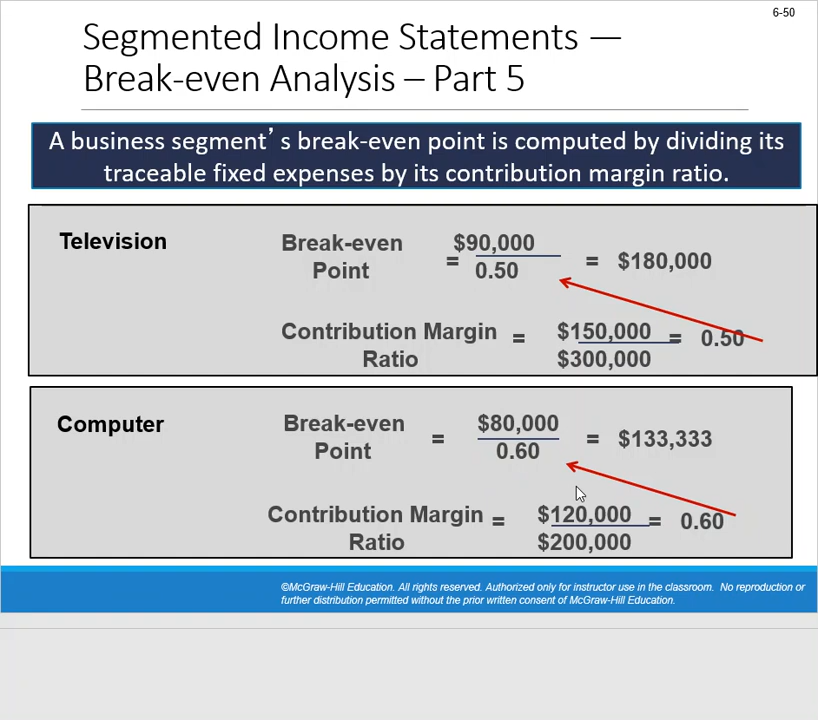 6-50
Segmented Income Statements —
Break-even Analysis – Part 5
A business segment’s break-even point is computed by dividing its
traceable fixed expenses by its contribution margin ratio.
Television
Break-even
Point
=
$90,000
0.50
= $180,000
Contribution Margin
Ratio
=
$150,000
$300,000
= 0.50
Computer
Break-even
Point
=
$80,000
0.60
= $133,333
Contribution Margin
Ratio
=
$120,000
$200,000
= 0.60
©McGraw-Hill Education. All rights reserved. Authorized only for instructor use in the classroom. No reproduction or
further distribution permitted without the prior written consent of McGraw-Hill Education.